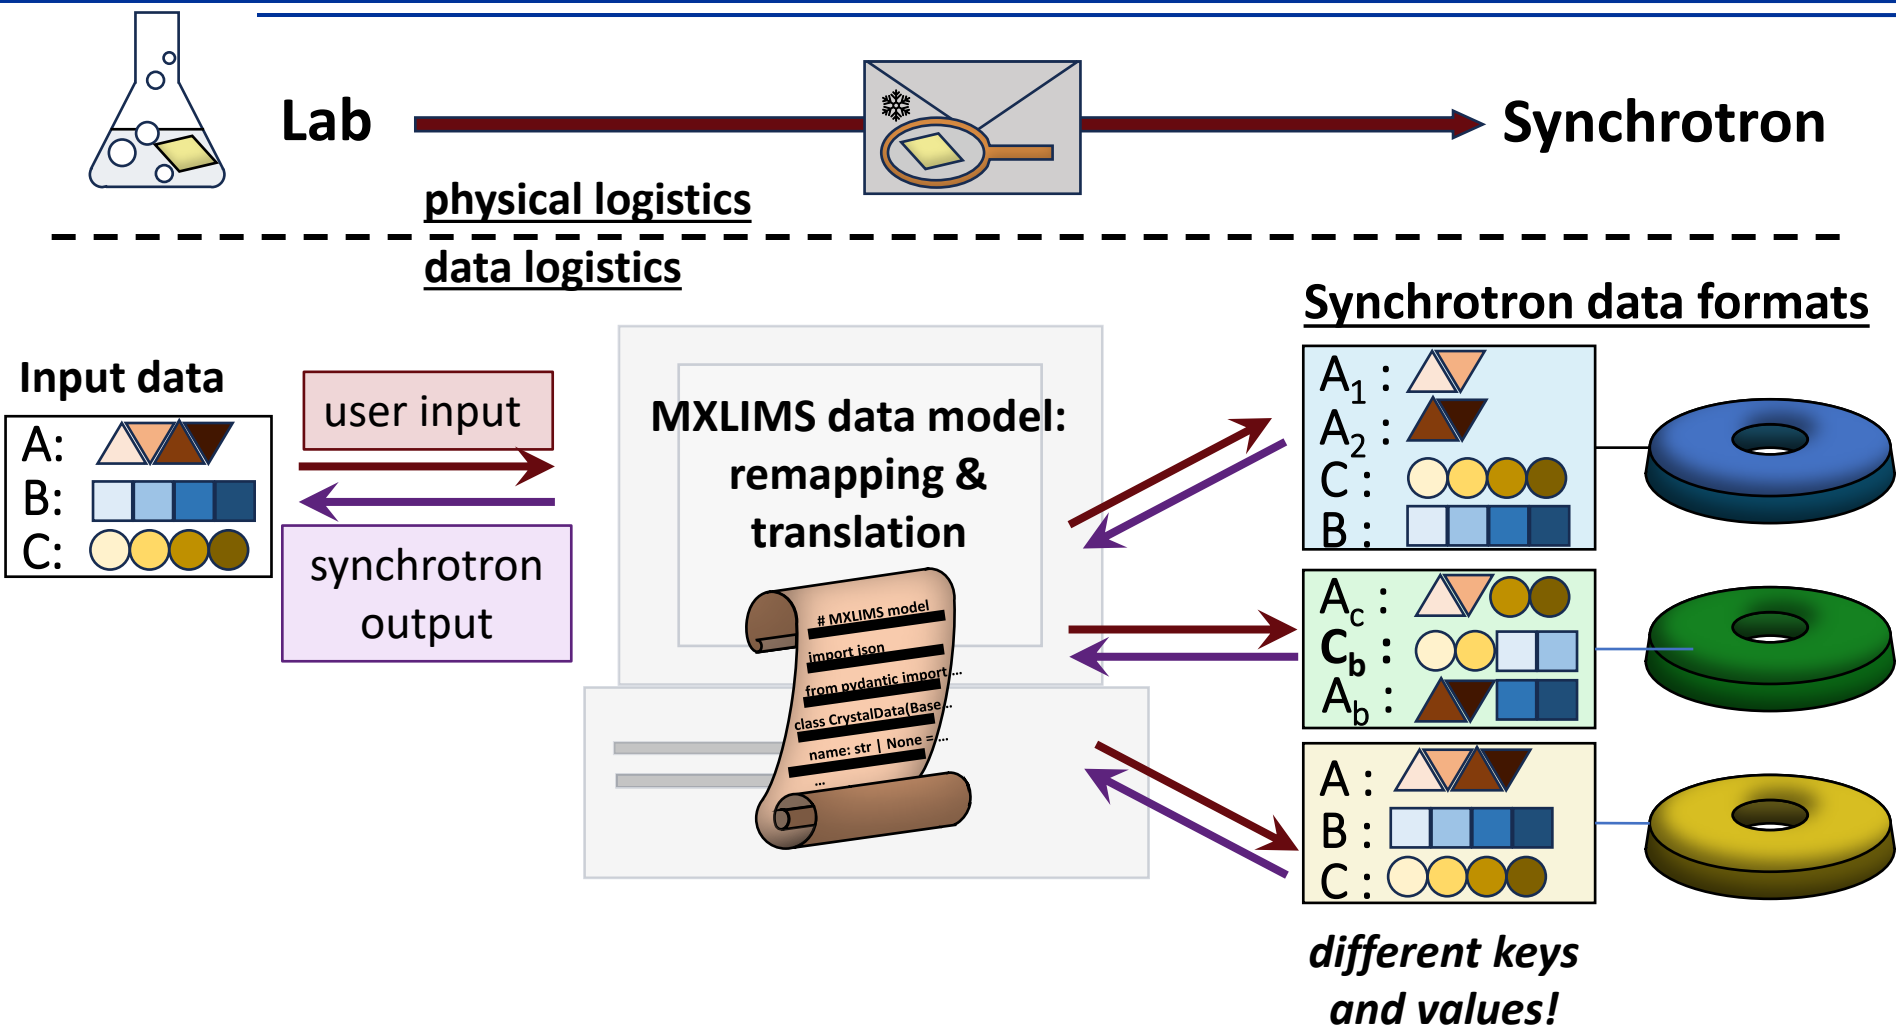 Lab
Synchrotron
physical logistics
data logistics
Synchrotron data formats
Input data
A:
B:
C:
user input
synchrotron
output
MXLIMS data model:
remapping &
translation
# MXLIMS model
import json
from pydantic import ...
class CrystalData(Base...
name: str | None = ...
...
A1 :
A2 :
C :
B :
Ac :
Cb :
Ab :
A :
B :
C :
different keys
and values!